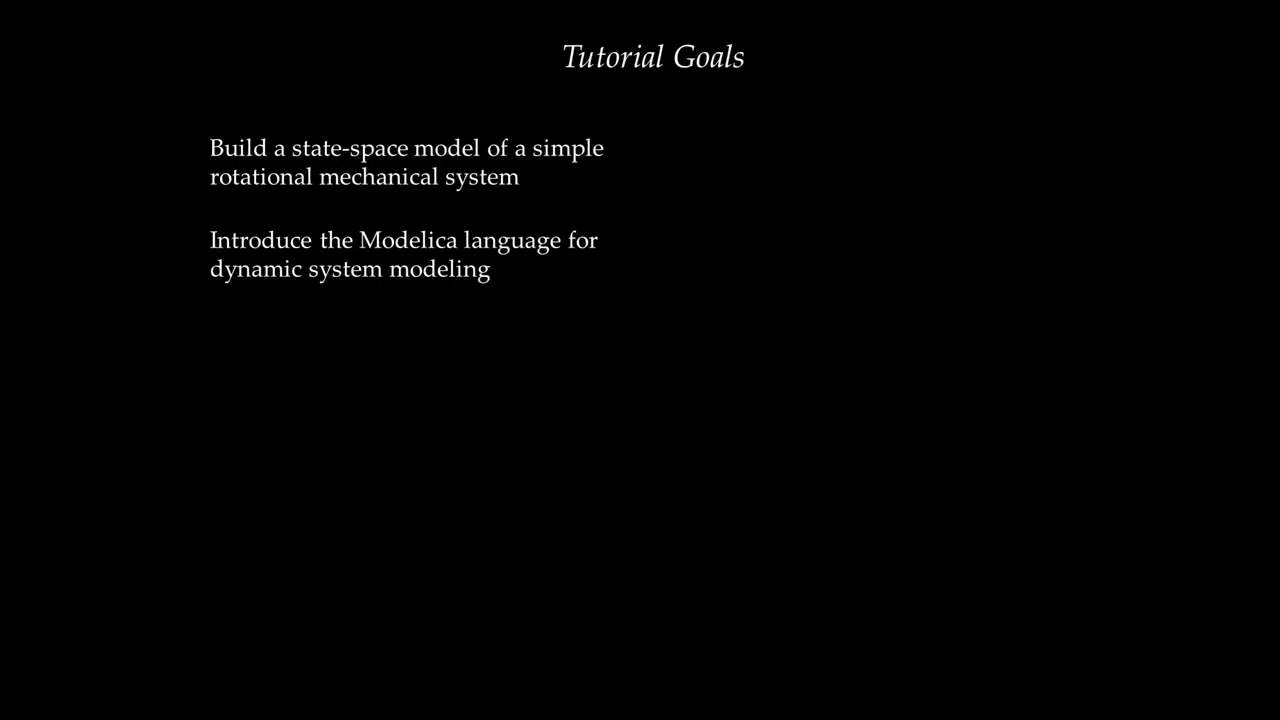 Tutorial Goals
Build a state-space model of a simple
rotational mechanical system
Introduce the Modelica language for
dynamic system modeling